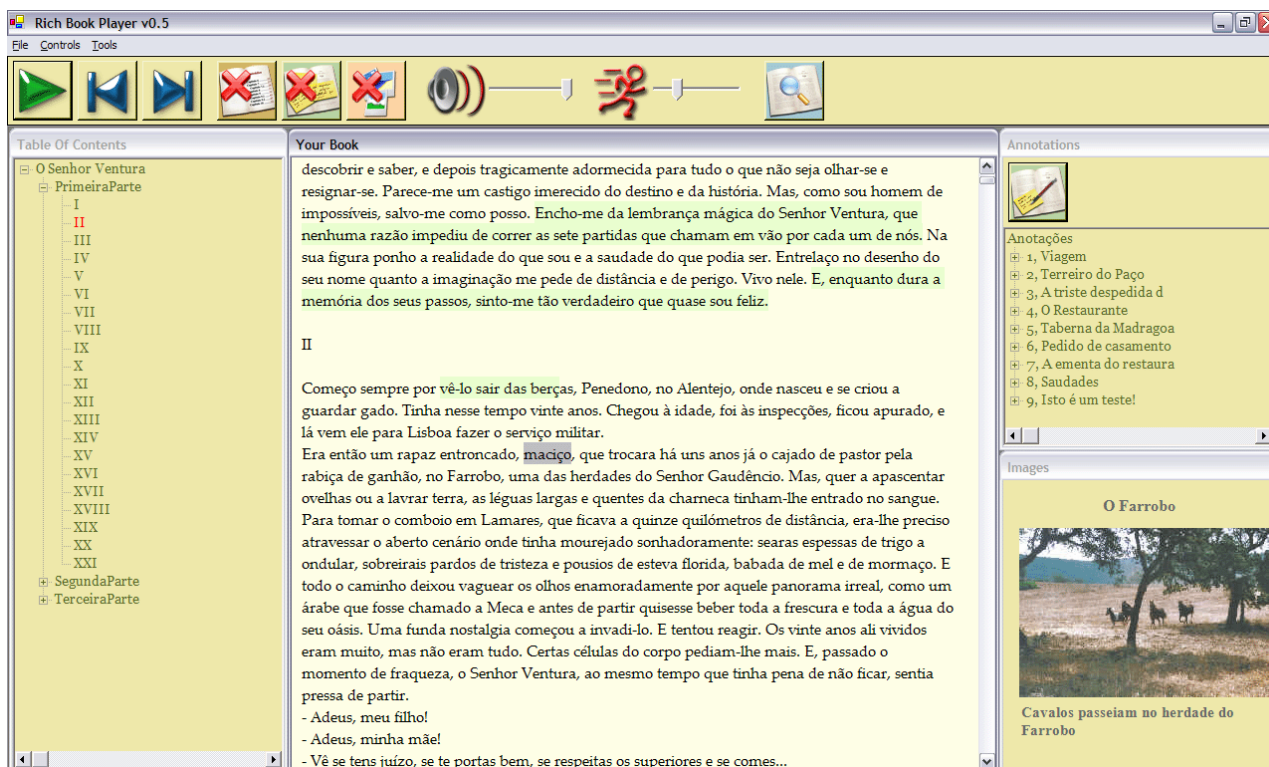 Rich Book Player v0.5
File Controls Tools
Table Of Contents
O Senhor Ventura
PrimeiraParte
I
II
III
IV
V
VI
VII
VIII
IX
X
XI
XII
XIII
XIV
XV
XVI
XVII
XVIII
XIX
XX
XXI
SegundaParte
TerceiraParte
Your Book
descobrir e saber, e depois tragicamente adormecida para tudo o que não seja olhar-se e
resignar-se. Parece-me um castigo imerecido do destino e da história. Mas, como sou homem de
impossíveis, salvo-me como posso. Encho-me da lembrança mágica do Senhor Ventura, que
nenhuma razão impediu de correr as sete partidas que chamam em vão por cada um de nós. Na
sua figura ponho a realidade do que sou e a saudade do que podia ser. Entrelaço no desenho do
seu nome quanto a imaginação me pede de distância e de perigo. Vivo nele. E, enquanto dura a
memória dos seus passos, sinto-me tão verdadeiro que quase sou feliz.
II
Começo sempre por vê-lo sair das berças, Penedono, no Alentejo, onde nasceu e se criou a
guardar gado. Tinha nesse tempo vinte anos. Chegou à idade, foi às inspecções, ficou apurado, e
lá vem ele para Lisboa fazer o serviço militar.
Era então um rapaz entroncado, maciço, que trocara há uns anos já o cajado de pastor pela
rabiça de ganhão, no Farrobo, uma das herdades do Senhor Gaudêncio. Mas, quer a apascentar
ovelhas ou a lavrar terra, as léguas largas e quentes da charneca tinham-lhe entrado no sangue.
Para tomar o comboio em Lamares, que ficava a quinze quilómetros de distância, era-lhe preciso
atravessar o aberto cenário onde tinha mourejado sonhadoramente: searas espessas de trigo a
ondular, sobreirais pardos de tristeza e pousios de esteva florida, babada de mel e de mormaço. E
todo o caminho deixou vaguear os olhos enamoradamente por aquele panorama irreal, como um
árabe que fosse chamado a Meca e antes de partir quisesse beber toda a frescura e toda a água do
seu oásis. Uma funda nostalgia começou a invadi-lo. E tentou reagir. Os vinte anos ali vividos
eram muito, mas não eram tudo. Certas células do corpo pediam-lhe mais. E, passado o
momento de fraqueza, o Senhor Ventura, ao mesmo tempo que tinha pena de não ficar, sentia
pressa de partir.
- Adeus, meu filho!
- Adeus, minha mãe!
- Vê se tens juízo, se te portas bem, se respeitas os superiores e se comes...
Annotations
Anotações
1, Viagem
2, Terreiro do Paço
3, A triste despedida d
4, O Restaurante
5, Taberna da Madragoa
6, Pedido de casamento
7, A ementa do restaura
8, Saudades
9, Isto é um teste!
Images
O Farrobo
Cavalos passeiam no herdade do
Farrobo